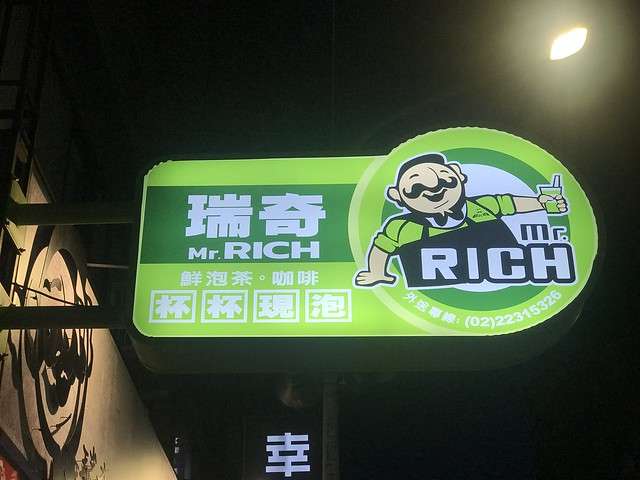 瑞奇
Mr. RICH
鮮泡茶。咖啡
杯杯現泡
mr.
RICH
外送專線:(02)22315326
幸